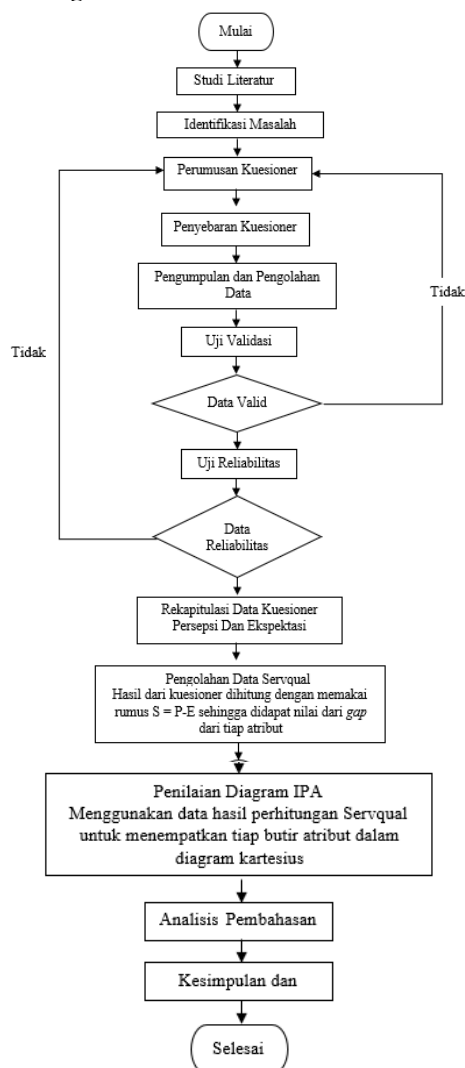 Mulai
Studi Literatur
Identifikasi Masalah
Perumusan Kuesioner
Penyebaran Kuesioner
Pengumpulan dan Pengolahan
Data
Tidak
Uji Validasi
Tidak
Data Valid
Uji Reliabilitas
Data
Reliabilitas
Rekapitulasi Data Kuesioner
Persepsi Dan Ekspektasi
Pengolahan Data Servqual
Hasil dari kuesioner dihitung dengan memakai
rumus S = P-E sehingga didapat nilai dari gap
dari tiap atribut
Penilaian Diagram IPA
Menggunakan data hasil perhitungan Servqual
untuk menempatkan tiap butir atribut dalam
diagram kartesius
Analisis Pembahasan
Kesimpulan dan
Selesai